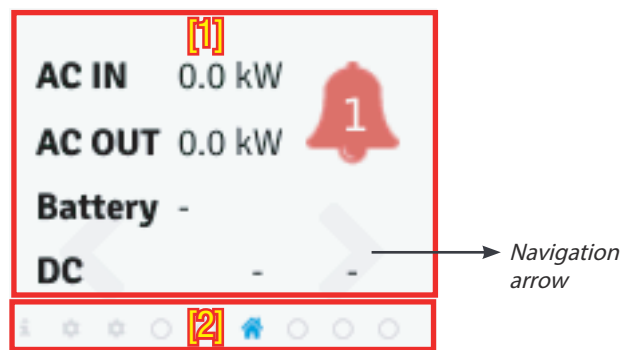 [1]
AC IN 0.0 kW
1
AC OUT 0.0 kW
Battery -
DC - -
Navigation
arrow
i [2]